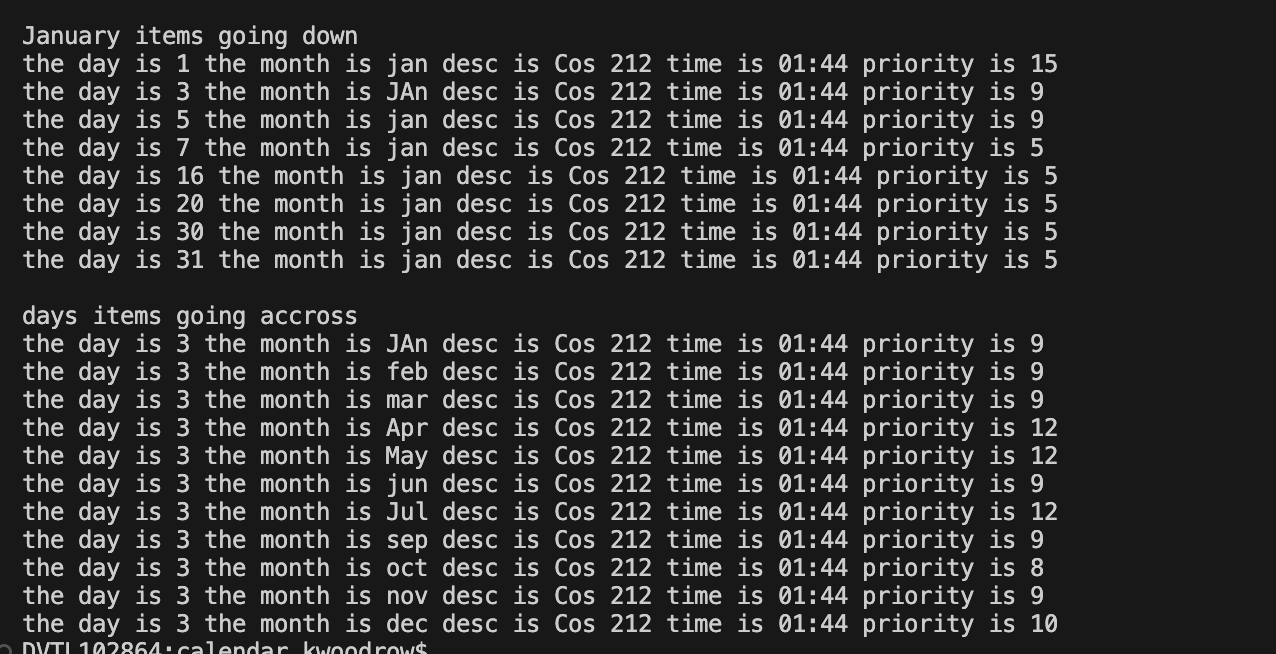 January items going down
the day is 1 the month is jan desc is Cos 212 time is 01:44 priority is 15
the day is 3 the month is JAn desc is Cos 212 time is 01:44 priority is 9
the day is 5 the month is jan desc is Cos 212 time is 01:44 priority is 9
the day is 7 the month is jan desc is Cos 212 time is 01:44 priority is 5
the day is 16 the month is jan desc is Cos 212 time is 01:44 priority is 5
the day is 20 the month is jan desc is Cos 212 time is 01:44 priority is 5
the day is 30 the month is jan desc is Cos 212 time is 01:44 priority is 5
the day is 31 the month is jan desc is Cos 212 time is 01:44 priority is 5
days items going accross
the day is 3 the month is JAn desc is Cos 212 time is 01:44 priority is 9
the day is 3 the month is feb desc is Cos 212 time is 01:44 priority is 9
the day is 3 the month is mar desc is Cos 212 time is 01:44 priority is 9
the day is 3 the month is Apr desc is Cos 212 time is 01:44 priority is 12
the day is 3 the month is May desc is Cos 212 time is 01:44 priority is 12
the day is 3 the month is jun desc is Cos 212 time is 01:44 priority is 9
the day is 3 the month is Jul desc is Cos 212 time is 01:44 priority is 12
the day is 3 the month is sep desc is Cos 212 time is 01:44 priority is 9
the day is 3 the month is oct desc is Cos 212 time is 01:44 priority is 8
the day is 3 the month is nov desc is Cos 212 time is 01:44 priority is 9
the day is 3 the month is dec desc is Cos 212 time is 01:44 priority is 10
DVTL102864:calendar kwoodrow$